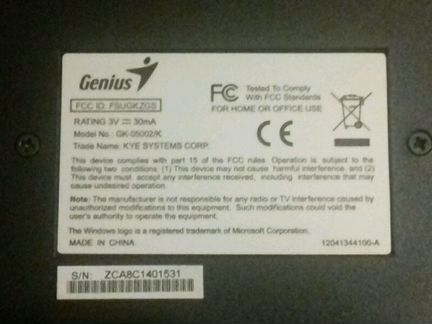 Genius
FCC ID: FSUGKZGS
RATING 3V ⎓ 30mA
Model No.: GK-05002/K
Trade Name: KYE SYSTEMS CORP.
FC Tested To Comply
With FCC Standards
FOR HOME OR OFFICE USE
CE
This device complies with part 15 of the FCC rules. Operation is subject to the
following two conditions: (1) This device may not cause harmful interference, and (2)
This device must accept any interference received, including interference that may
cause undesired operation.
Note: The manufacturer is not responsible for any radio or TV interference caused by
unauthorized modifications to this equipment. Such modifications could void the
user's authority to operate the equipment.
The Windows logo is a registered trademark of Microsoft Corporation.
MADE IN CHINA
12041344100-A
S/N: ZCA8C1401531